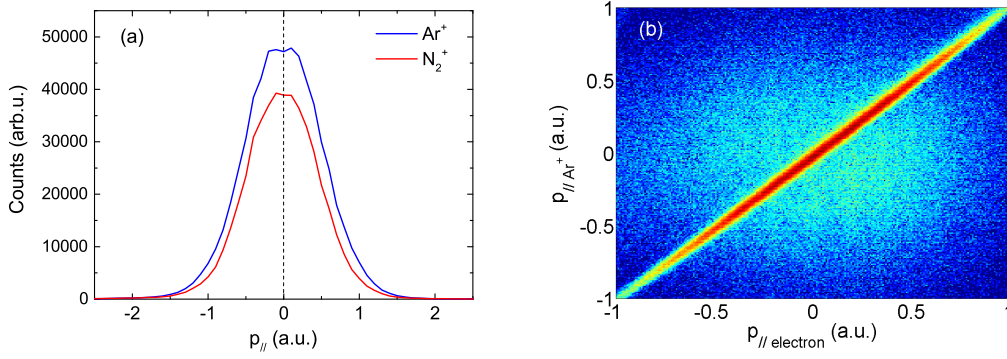 (a)
Ar⁺
N₂⁺
Counts (arb.u.)
50000
40000
30000
20000
10000
0
-2
-1
0
1
2
p// (a.u.)
(b)
p// Ar⁺ (a.u.)
1
0.5
0
-0.5
-1
-1
-0.5
0
0.5
1
p// electron (a.u.)